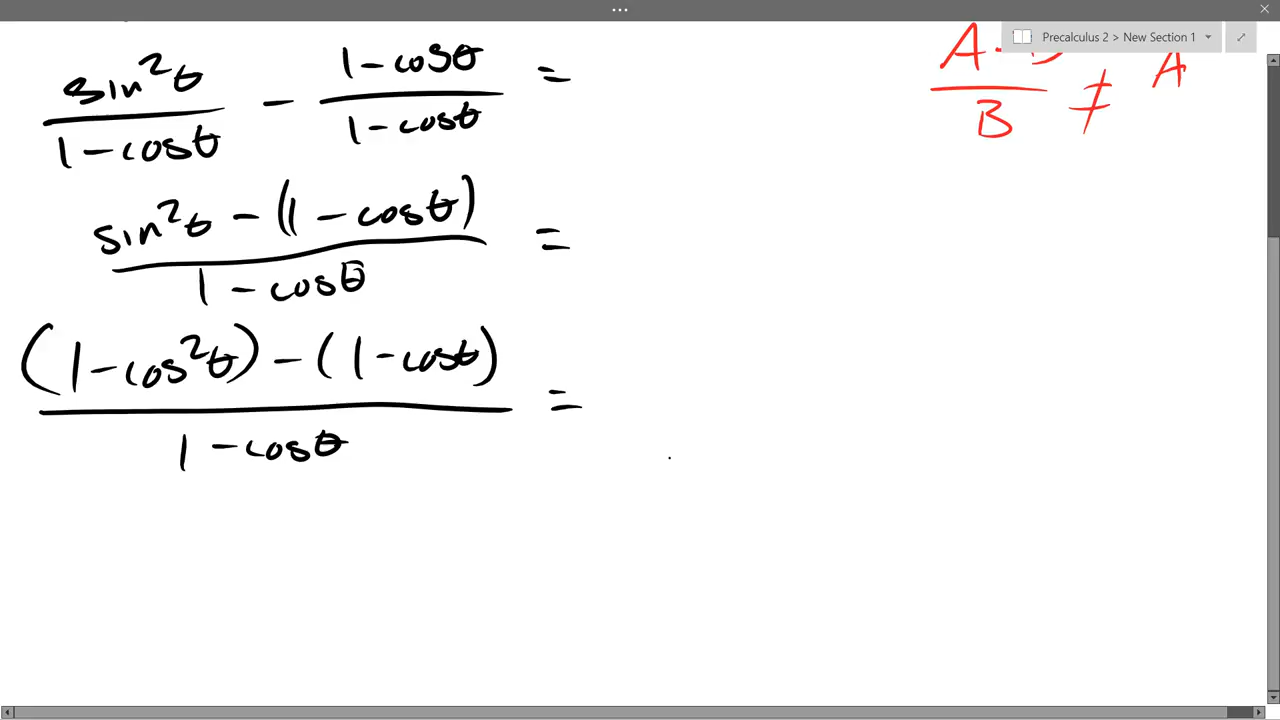 sin²θ / 1 - cosθ - 1 - cosθ / 1 - cosθ =
sin²θ - (1 - cosθ) / 1 - cosθ =
(1 - cos²θ) - (1 - cosθ) / 1 - cosθ =
B ≠ A
Precalculus 2 > New Section 1